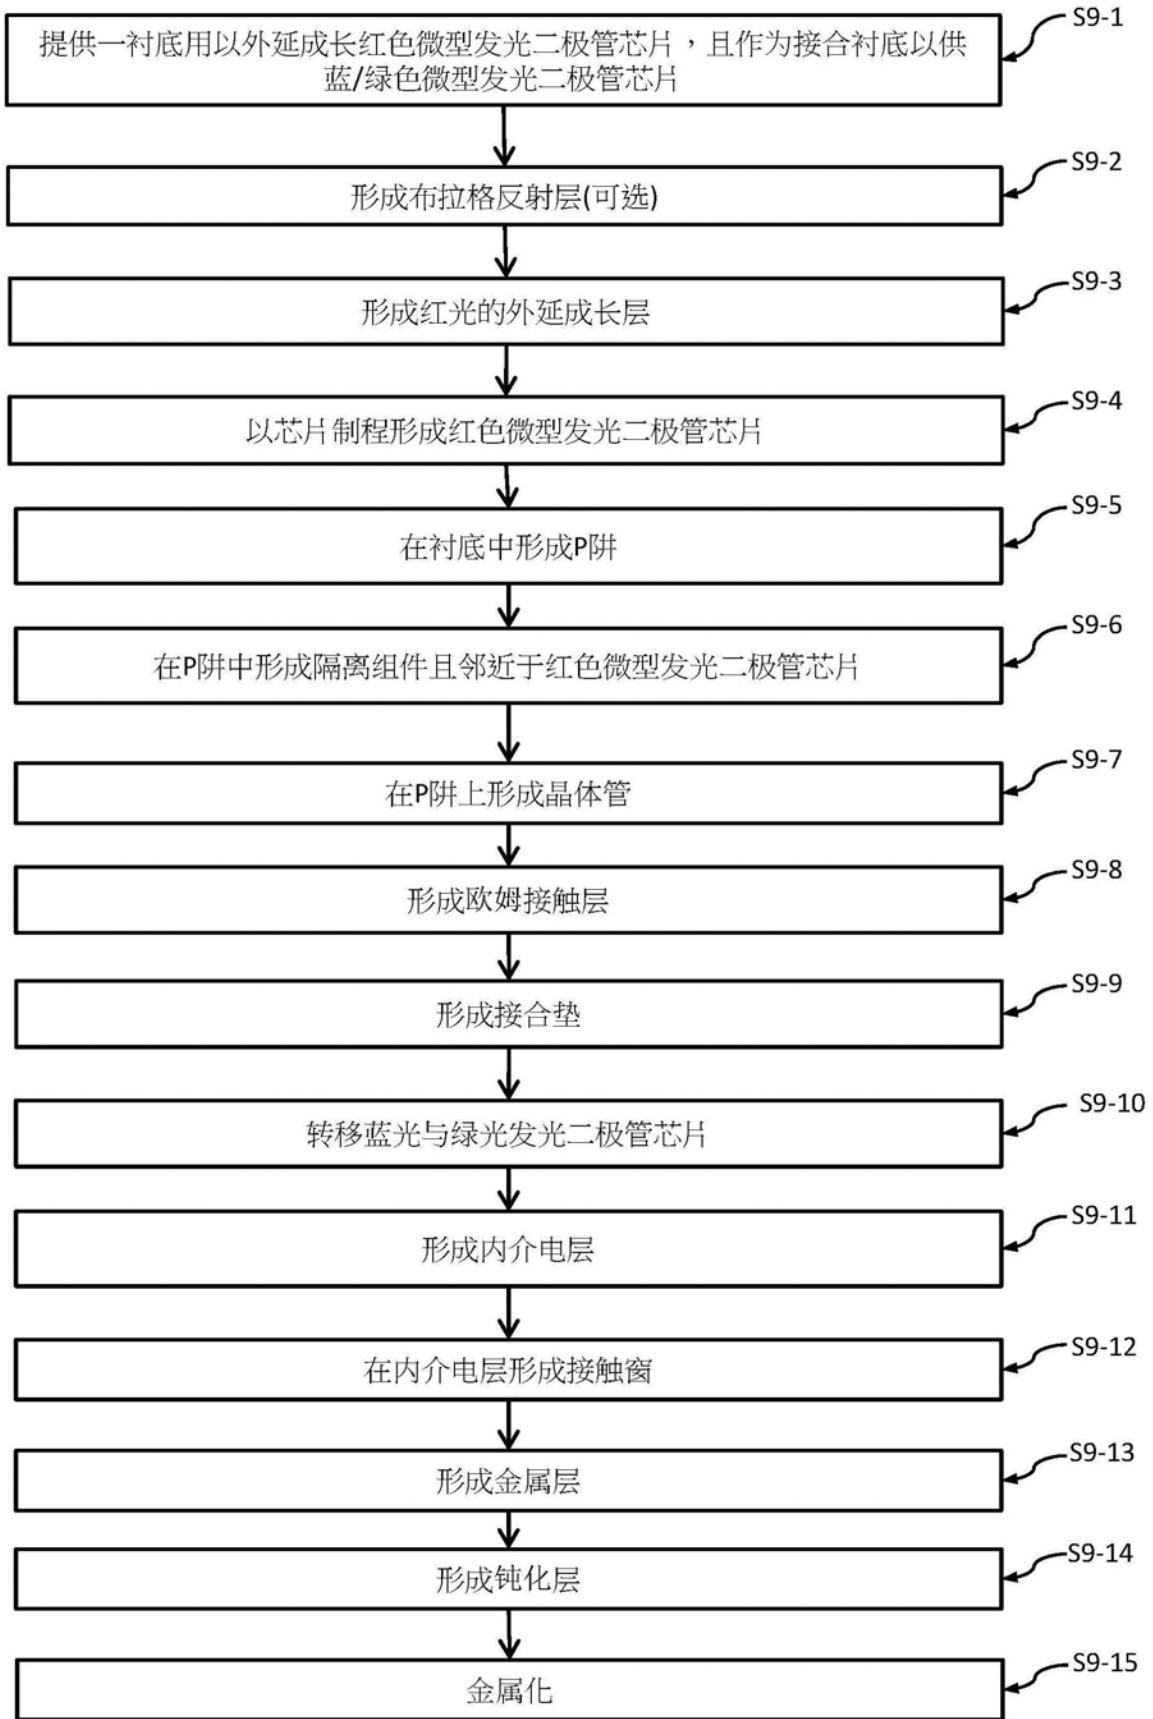 S9-1
提供一衬底用以外延成长红色微型发光二极管芯片，且作为接合衬底以供
蓝/绿色微型发光二极管芯片
S9-2
形成布拉格反射层(可选)
S9-3
形成红光的外延成长层
S9-4
以芯片制程形成红色微型发光二极管芯片
S9-5
在衬底中形成P阱
S9-6
在P阱中形成隔离组件且邻近于红色微型发光二极管芯片
S9-7
在P阱上形成晶体管
S9-8
形成欧姆接触层
S9-9
形成接合垫
S9-10
转移蓝光与绿光发光二极管芯片
S9-11
形成内介电层
S9-12
在内介电层形成接触窗
S9-13
形成金属层
S9-14
形成钝化层
S9-15
金属化